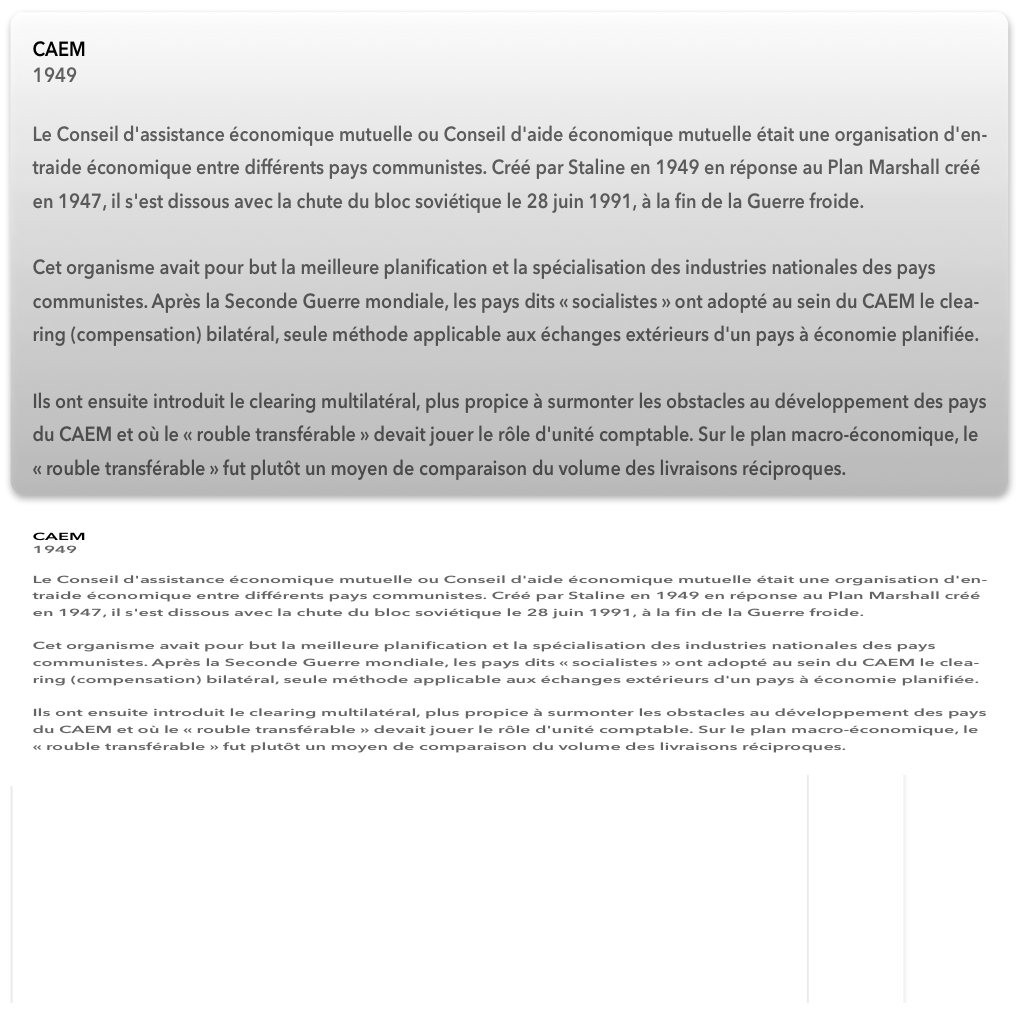 CAEM
1949
Le Conseil d'assistance économique mutuelle ou Conseil d'aide économique mutuelle était une organisation d'en-
traide économique entre différents pays communistes. Créé par Staline en 1949 en réponse au Plan Marshall créé
en 1947, il s'est dissous avec la chute du bloc soviétique le 28 juin 1991, à la fin de la Guerre froide.
Cet organisme avait pour but la meilleure planification et la spécialisation des industries nationales des pays
communistes. Après la Seconde Guerre mondiale, les pays dits « socialistes » ont adopté au sein du CAEM le clea-
ring (compensation) bilatéral, seule méthode applicable aux échanges extérieurs d'un pays à économie planifiée.
Ils ont ensuite introduit le clearing multilatéral, plus propice à surmonter les obstacles au développement des pays
du CAEM et où le « rouble transférable » devait jouer le rôle d'unité comptable. Sur le plan macro-économique, le
« rouble transférable » fut plutôt un moyen de comparaison du volume des livraisons réciproques.
CAEM
1949
Le Conseil d'assistance économique mutuelle ou Conseil d'aide économique mutuelle était une organisation d'en-
traide économique entre différents pays communistes. Créé par Staline en 1949 en réponse au Plan Marshall créé
en 1947, il s'est dissous avec la chute du bloc soviétique le 28 juin 1991, à la fin de la Guerre froide.
Cet organisme avait pour but la meilleure planification et la spécialisation des industries nationales des pays
communistes. Après la Seconde Guerre mondiale, les pays dits « socialistes » ont adopté au sein du CAEM le clea-
ring (compensation) bilatéral, seule méthode applicable aux échanges extérieurs d'un pays à économie planifiée.
Ils ont ensuite introduit le clearing multilatéral, plus propice à surmonter les obstacles au développement des pays
du CAEM et où le « rouble transférable » devait jouer le rôle d'unité comptable. Sur le plan macro-économique, le
« rouble transférable » fut plutôt un moyen de comparaison du volume des livraisons réciproques.